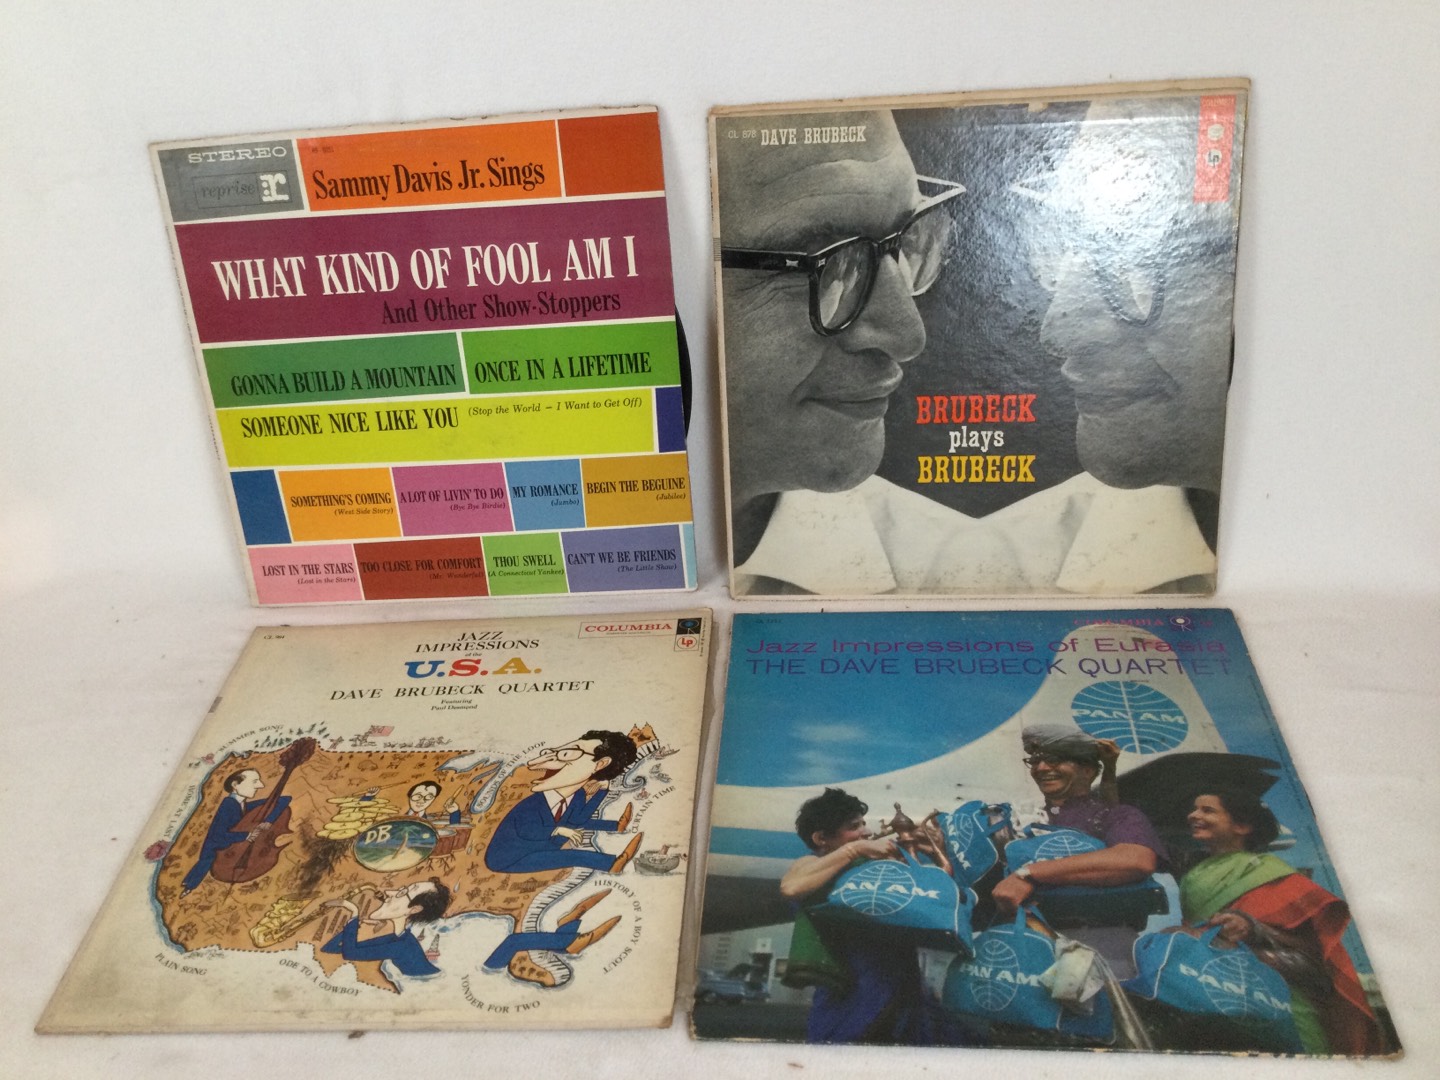 STEREO
reprise
Sammy Davis Jr. Sings
WHAT KIND OF FOOL AM I
And Other Show-Stoppers
GONNA BUILD A MOUNTAIN
ONCE IN A LIFETIME
SOMEONE NICE LIKE YOU (Stop the World – I Want to Get Off)
SOMETHING'S COMING
(West Side Story)
A LOT OF LIVIN' TO DO
(Bye Bye Birdie)
MY ROMANCE
(Jumbo)
BEGIN THE BEGUINE
(Jubilee)
LOST IN THE STARS
(Lost in the Stars)
TOO CLOSE FOR COMFORT
(Mr. Wonderful)
THOU SWELL
(A Connecticut Yankee)
CAN'T WE BE FRIENDS
(The Little Show)
CL 878 DAVE BRUBECK
BRUBECK
plays
BRUBECK
CL 984
COLUMBIA
Lp
JAZZ
IMPRESSIONS
of the
U.S.A.
DAVE BRUBECK QUARTET
Featuring
Paul Desmond
SUMMER SONG
SOUNDS OF THE LOOP
HOME AT LAST
CURTAIN TIME
DB
HISTORY OF A BOY SCOUT
PLAIN SONG
ODE TO A COWBOY
YONDER FOR TWO
COLUMBIA
Jazz Impressions of Eurasia
THE DAVE BRUBECK QUARTET
PAN AM
PAN AM
PAN AM
PAN AM
PAN AM